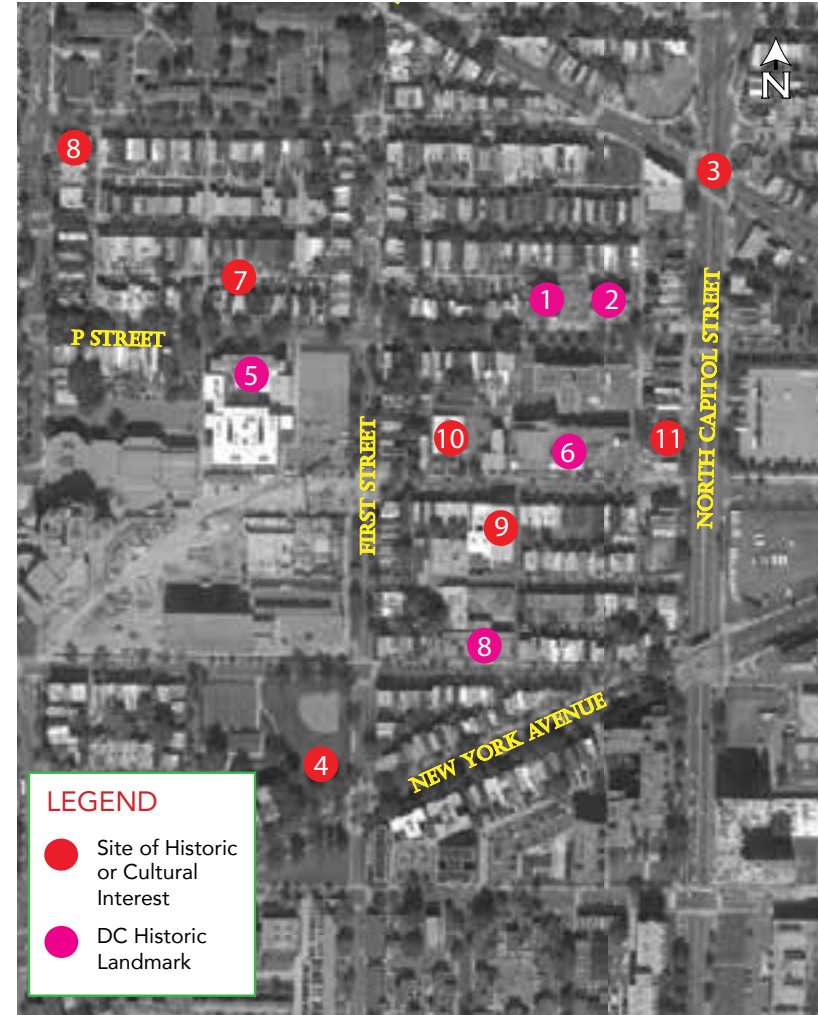 N
8
3
7
1
2
P STREET
5
FIRST STREET
10
6
11
NORTH CAPITOL STREET
9
8
4
NEW YORK AVENUE
LEGEND
Site of Historic
or Cultural
Interest
DC Historic
Landmark